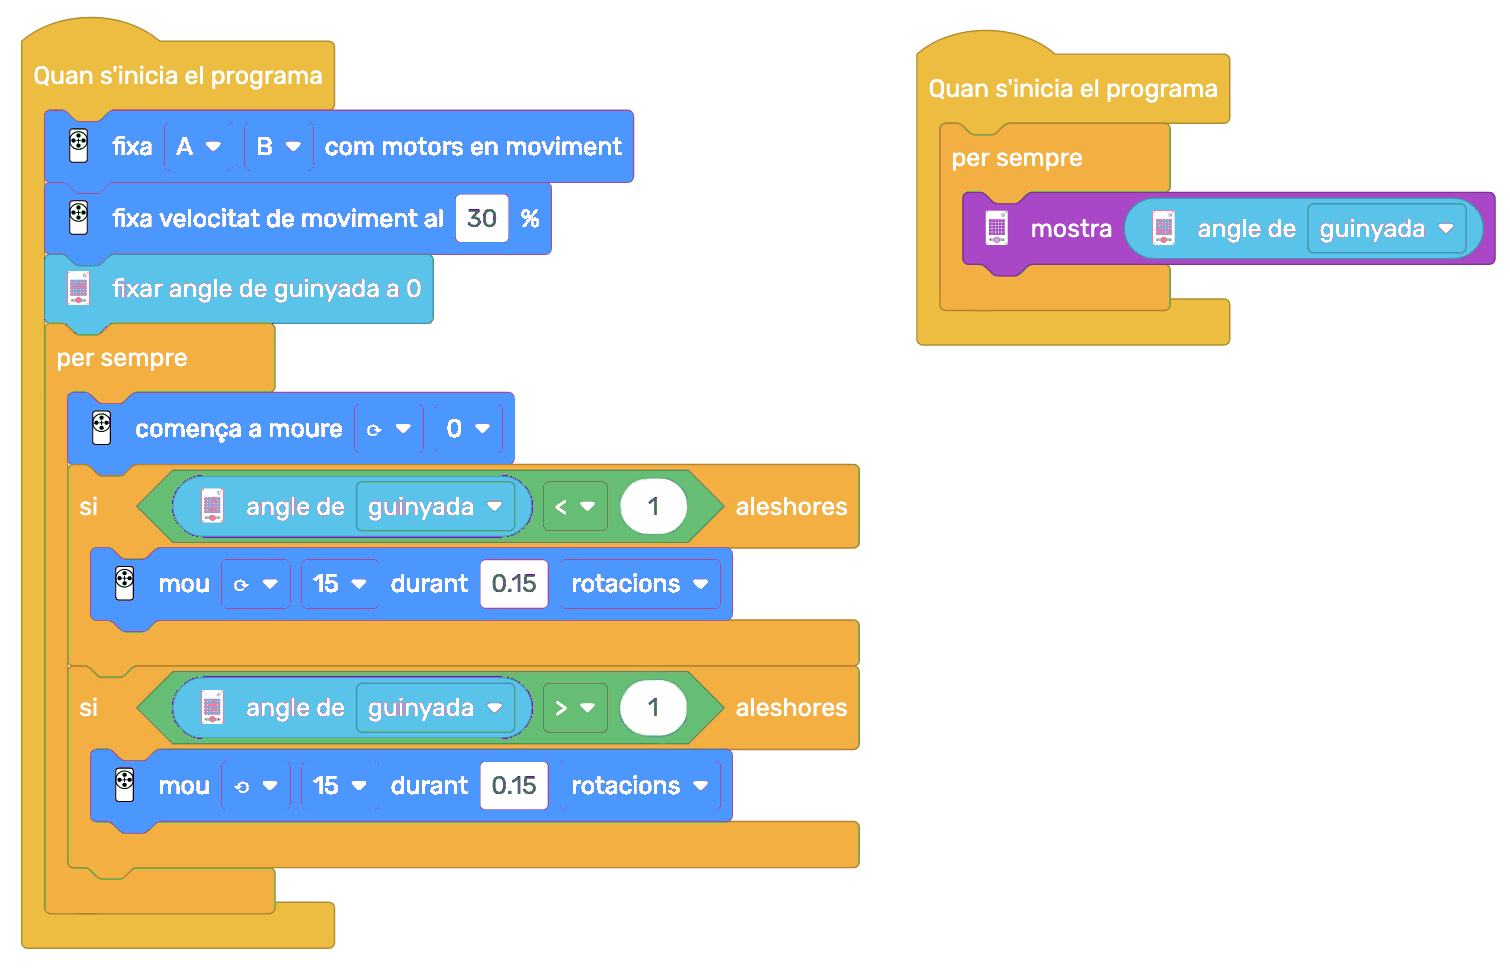 Quan s'inicia el programa
fixa A B com motors en moviment
fixa velocitat de moviment al 30 %
fixar angle de guinyada a 0
per sempre
comença a moure 0
si angle de guinyada < 1 aleshores
mou 15 durant 0.15 rotacions
si angle de guinyada > 1 aleshores
mou 15 durant 0.15 rotacions
Quan s'inicia el programa
per sempre
mostra angle de guinyada